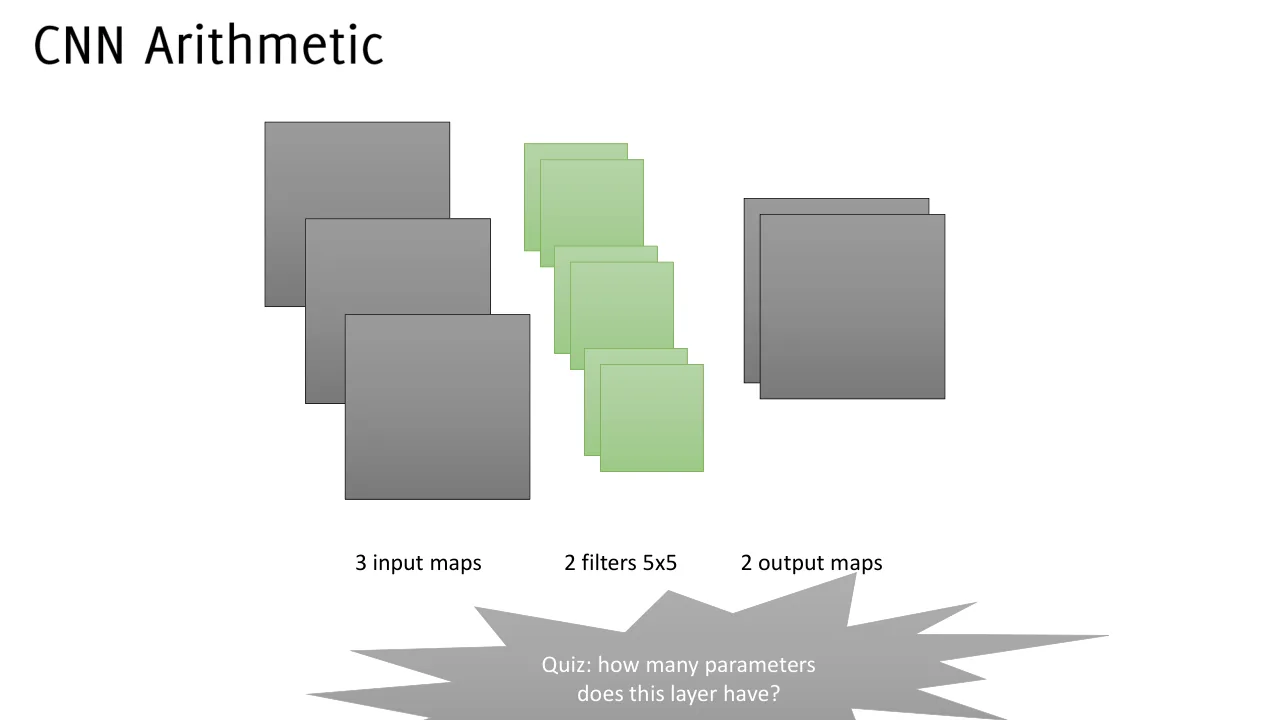 CNN Arithmetic
3 input maps
2 filters 5x5
2 output maps
Quiz: how many parameters
does this layer have?